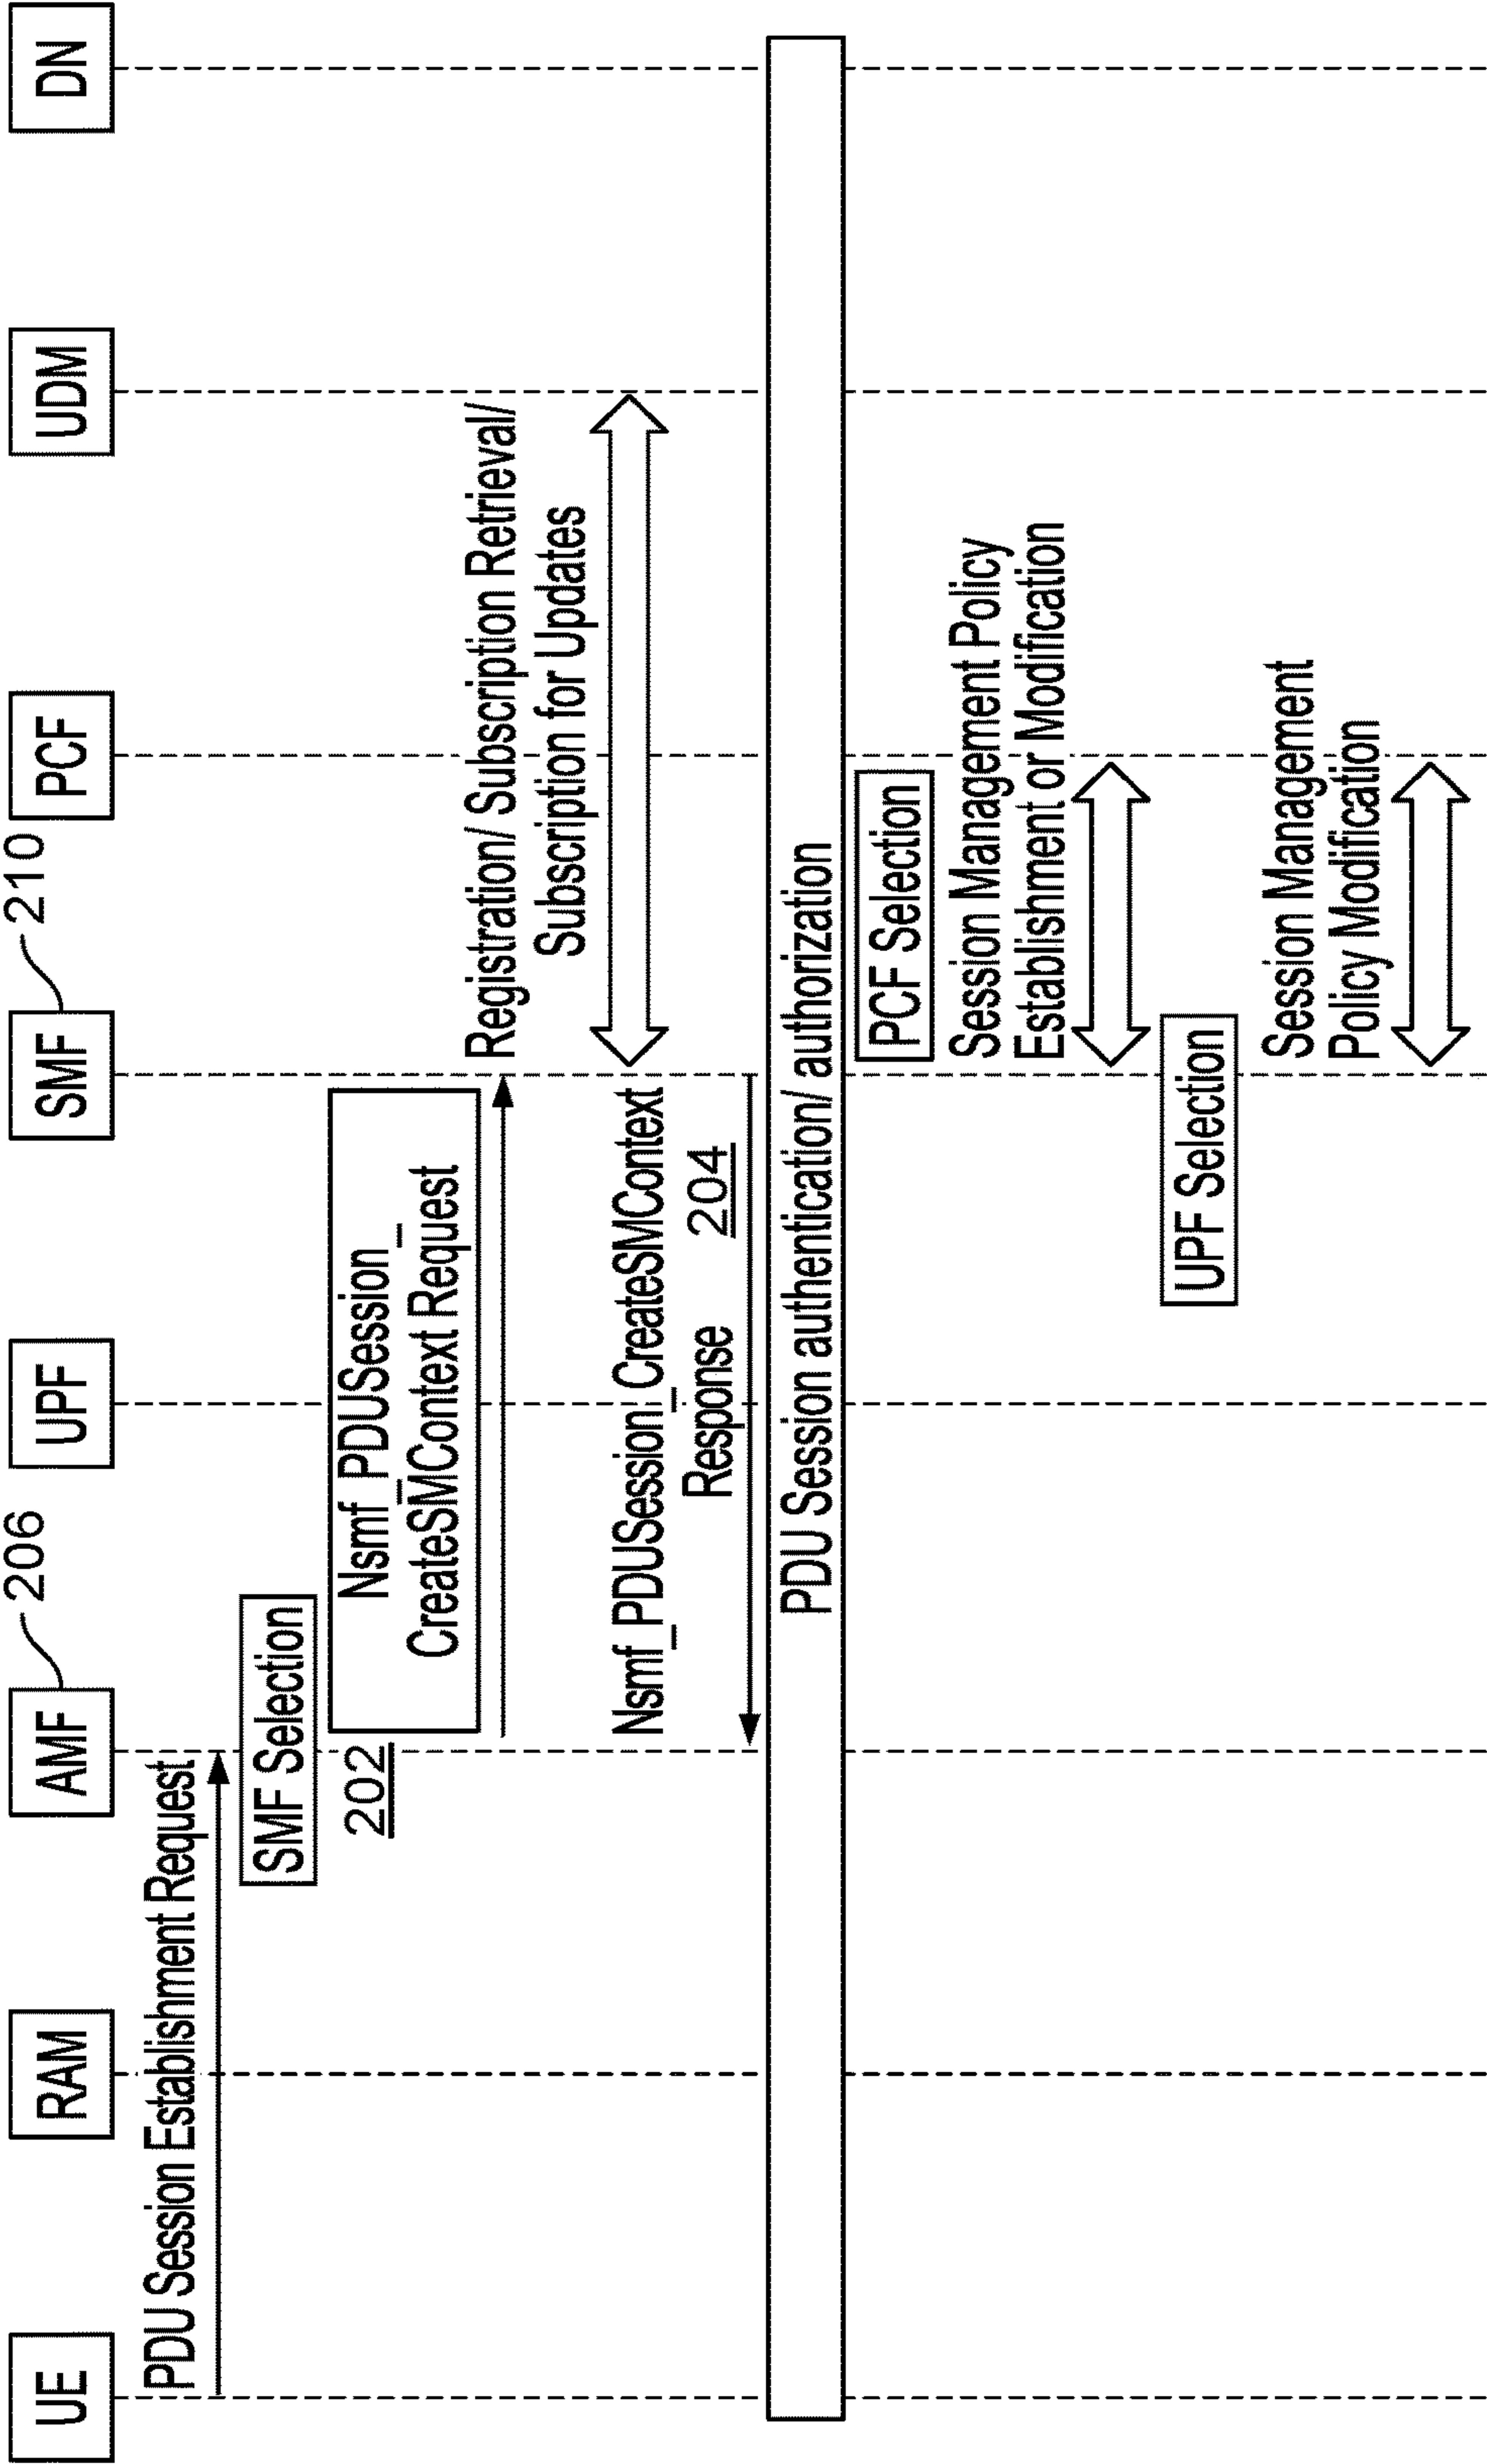 UE
RAM
AMF
206
UPF
SMF
210
PCF
UDM
DN
PDU Session Establishment Request
SMF Selection
202
Nsmf_PDUSession_
CreateSMContext Request
Registration/ Subscription Retrieval/
Subscription for Updates
Nsmf_PDUSession_CreateSMContext
Response
204
PDU Session authentication/ authorization
PCF Selection
Session Management Policy
Establishment or Modification
UPF Selection
Session Management
Policy Modification